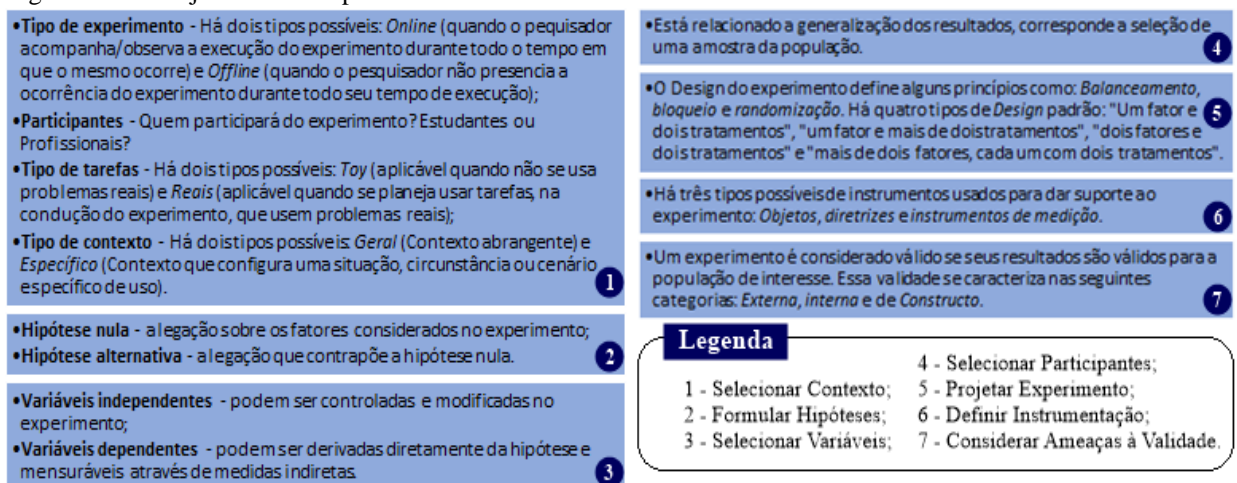 •Tipo de experimento - Há dois tipos possíveis: Online (quando o pequisador
acompanha/observa a execução do experimento durante todo o tempo em
que o mesmo ocorre) e Offline (quando o pesquisador não presencia a
ocorrência do experimento durante todo seu tempo de execução);
•Participantes - Quem participará do experimento? Estudantes ou
Profissionais?
•Tipo de tarefas - Há dois tipos possíveis: Toy (aplicável quando não se usa
problemas reais) e Reais (aplicável quando se planeja usar tarefas, na
condução do experimento, que usem problemas reais);
•Tipo de contexto - Há dois tipos possíveis: Geral (Contexto abrangente) e
Específico (Contexto que configura uma situação, circunstância ou cenário
específico de uso).
1
•Hipótese nula - alegação sobre os fatores considerados no experimento;
•Hipótese alternativa - alegação que contrapõe a hipótese nula.
2
•Variáveis independentes - podem ser controladas e modificadas no
experimento;
•Variáveis dependentes - podem ser derivadas diretamente da hipótese e
mensuráveis através de medidas indiretas.
3
•Está relacionado a generalização dos resultados, corresponde a seleção de
uma amostra da população.
4
•O Design do experimento define alguns princípios como: Balanceamento,
bloqueio e randomização. Há quatro tipos de Design padrão: "Um fator e
dois tratamentos", "um fator e mais de dois tratamentos", "dois fatores e
dois tratamentos" e "mais de dois fatores, cada um com dois tratamentos".
5
•Há três tipos possíveis de instrumentos usados para dar suporte ao
experimento: Objetos, diretrizes e instrumentos de medição.
6
•Um experimento é considerado válido se seus resultados são válidos para a
população de interesse. Essa validade se caracteriza nas seguintes
categorias: Externa, interna e de Constructo.
7
Legenda
1 - Selecionar Contexto;
2 - Formular Hipóteses;
3 - Selecionar Variáveis;
4 - Selecionar Participantes;
5 - Projetar Experimento;
6 - Definir Instrumentação;
7 - Considerar Ameaças à Validade.